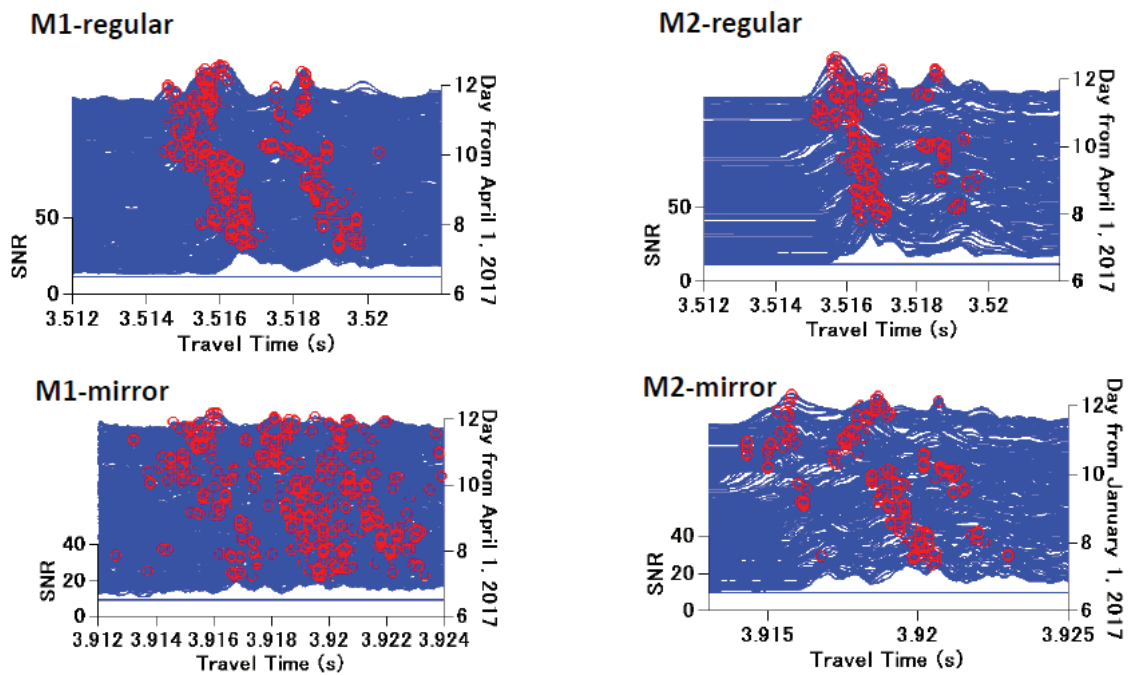 M1-regular
12
10
50
8
SNR
0
6
3.512 3.514 3.516 3.518 3.52
Travel Time (s)
Day from April 1, 2017
M2-regular
12
10
50
8
SNR
0
6
3.512 3.514 3.516 3.518 3.52
Travel Time (s)
Day from April 1, 2017
M1-mirror
12
10
40
8
20
SNR
0
6
3.912 3.914 3.916 3.918 3.92 3.922 3.924
Travel Time (s)
Day from April 1, 2017
M2-mirror
12
10
40
8
20
SNR
0
6
3.915 3.92 3.925
Travel Time (s)
Day from January 1, 2017